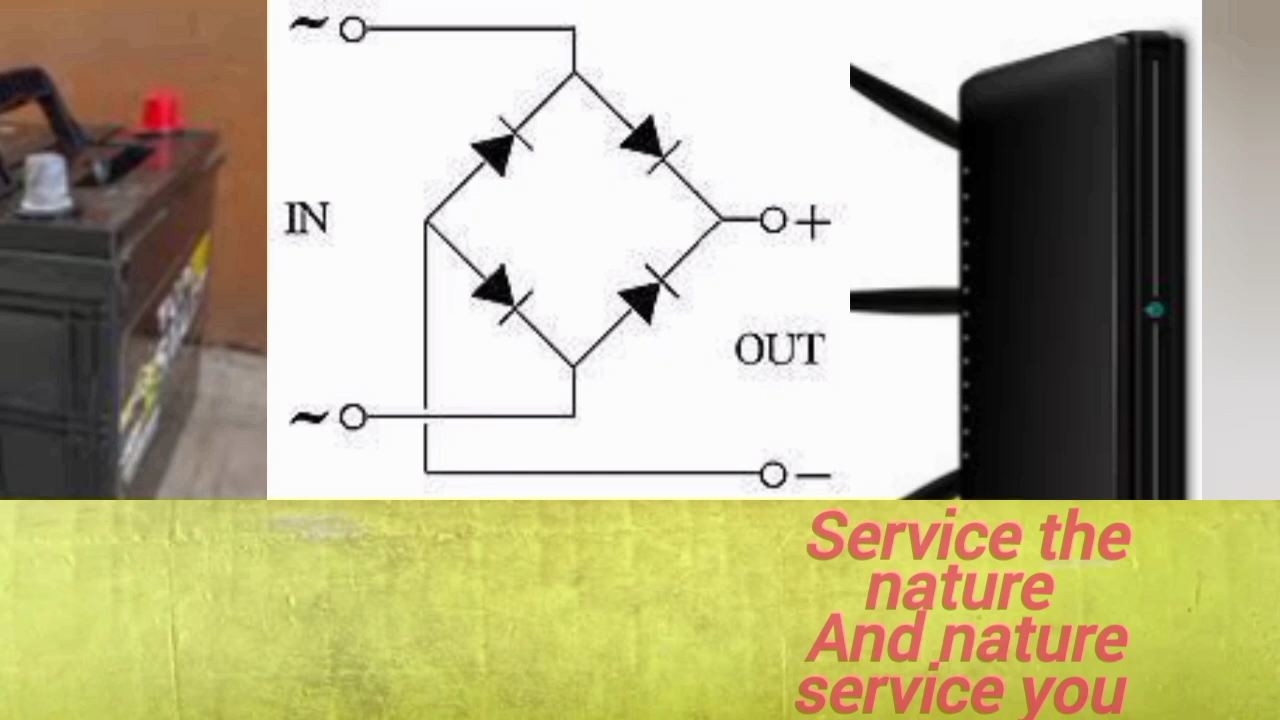 ~
IN
+
OUT
~
−
Service the
nature
And nature
service you